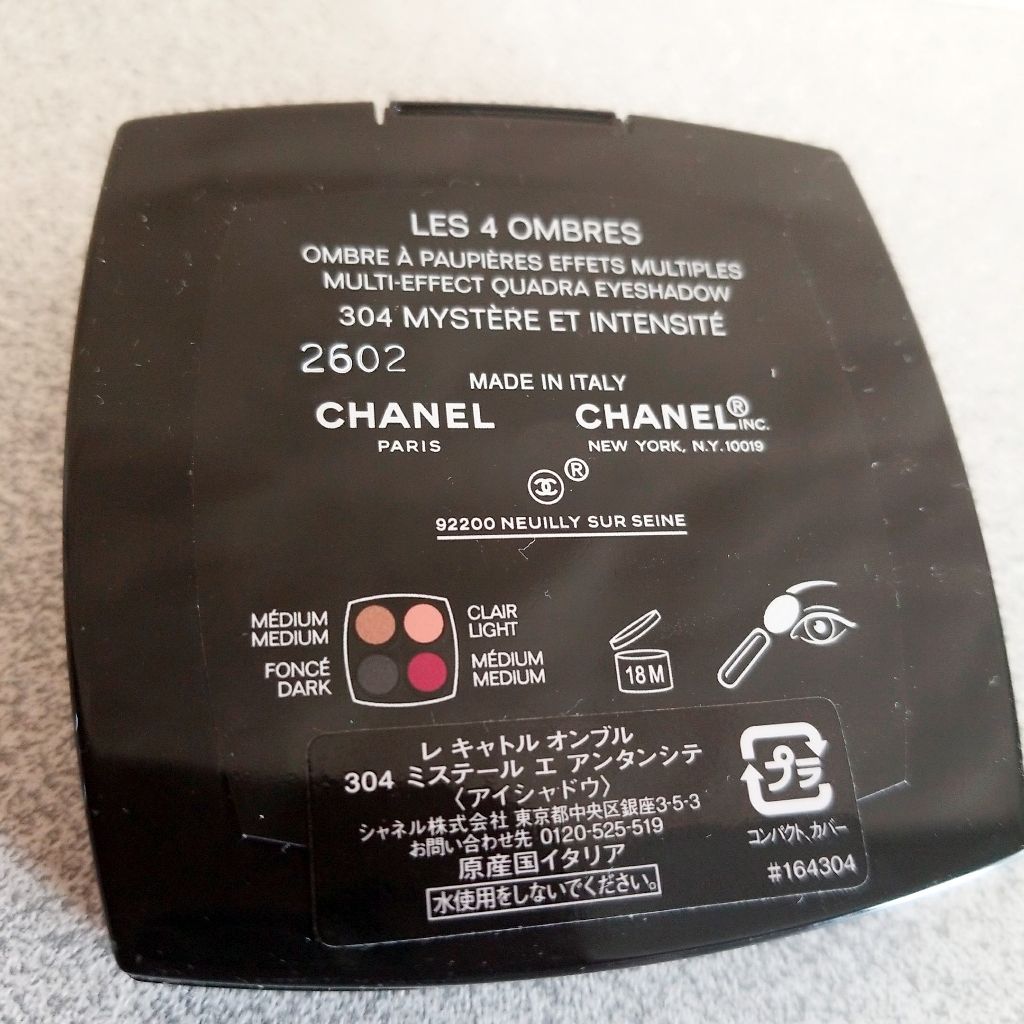 LES 4 OMBRES
OMBRE À PAUPIÈRES EFFETS MULTIPLES
MULTI-EFFECT QUADRA EYESHADOW
304 MYSTÈRE ET INTENSITÉ
2602
MADE IN ITALY
CHANEL
PARIS
CHANEL® INC.
NEW YORK, N.Y. 10019
®
92200 NEUILLY SUR SEINE
MÉDIUM
MEDIUM
CLAIR
LIGHT
FONCÉ
DARK
MÉDIUM
MEDIUM
18M
レ キャトル オンブル
304 ミステール エ アンタンシテ
〈アイシャドウ〉
シャネル株式会社 東京都中央区銀座3-5-3
お問い合わせ先 0120-525-519
原産国イタリア
水使用をしないでください。
プラ
コンパクト、カバー
#164304